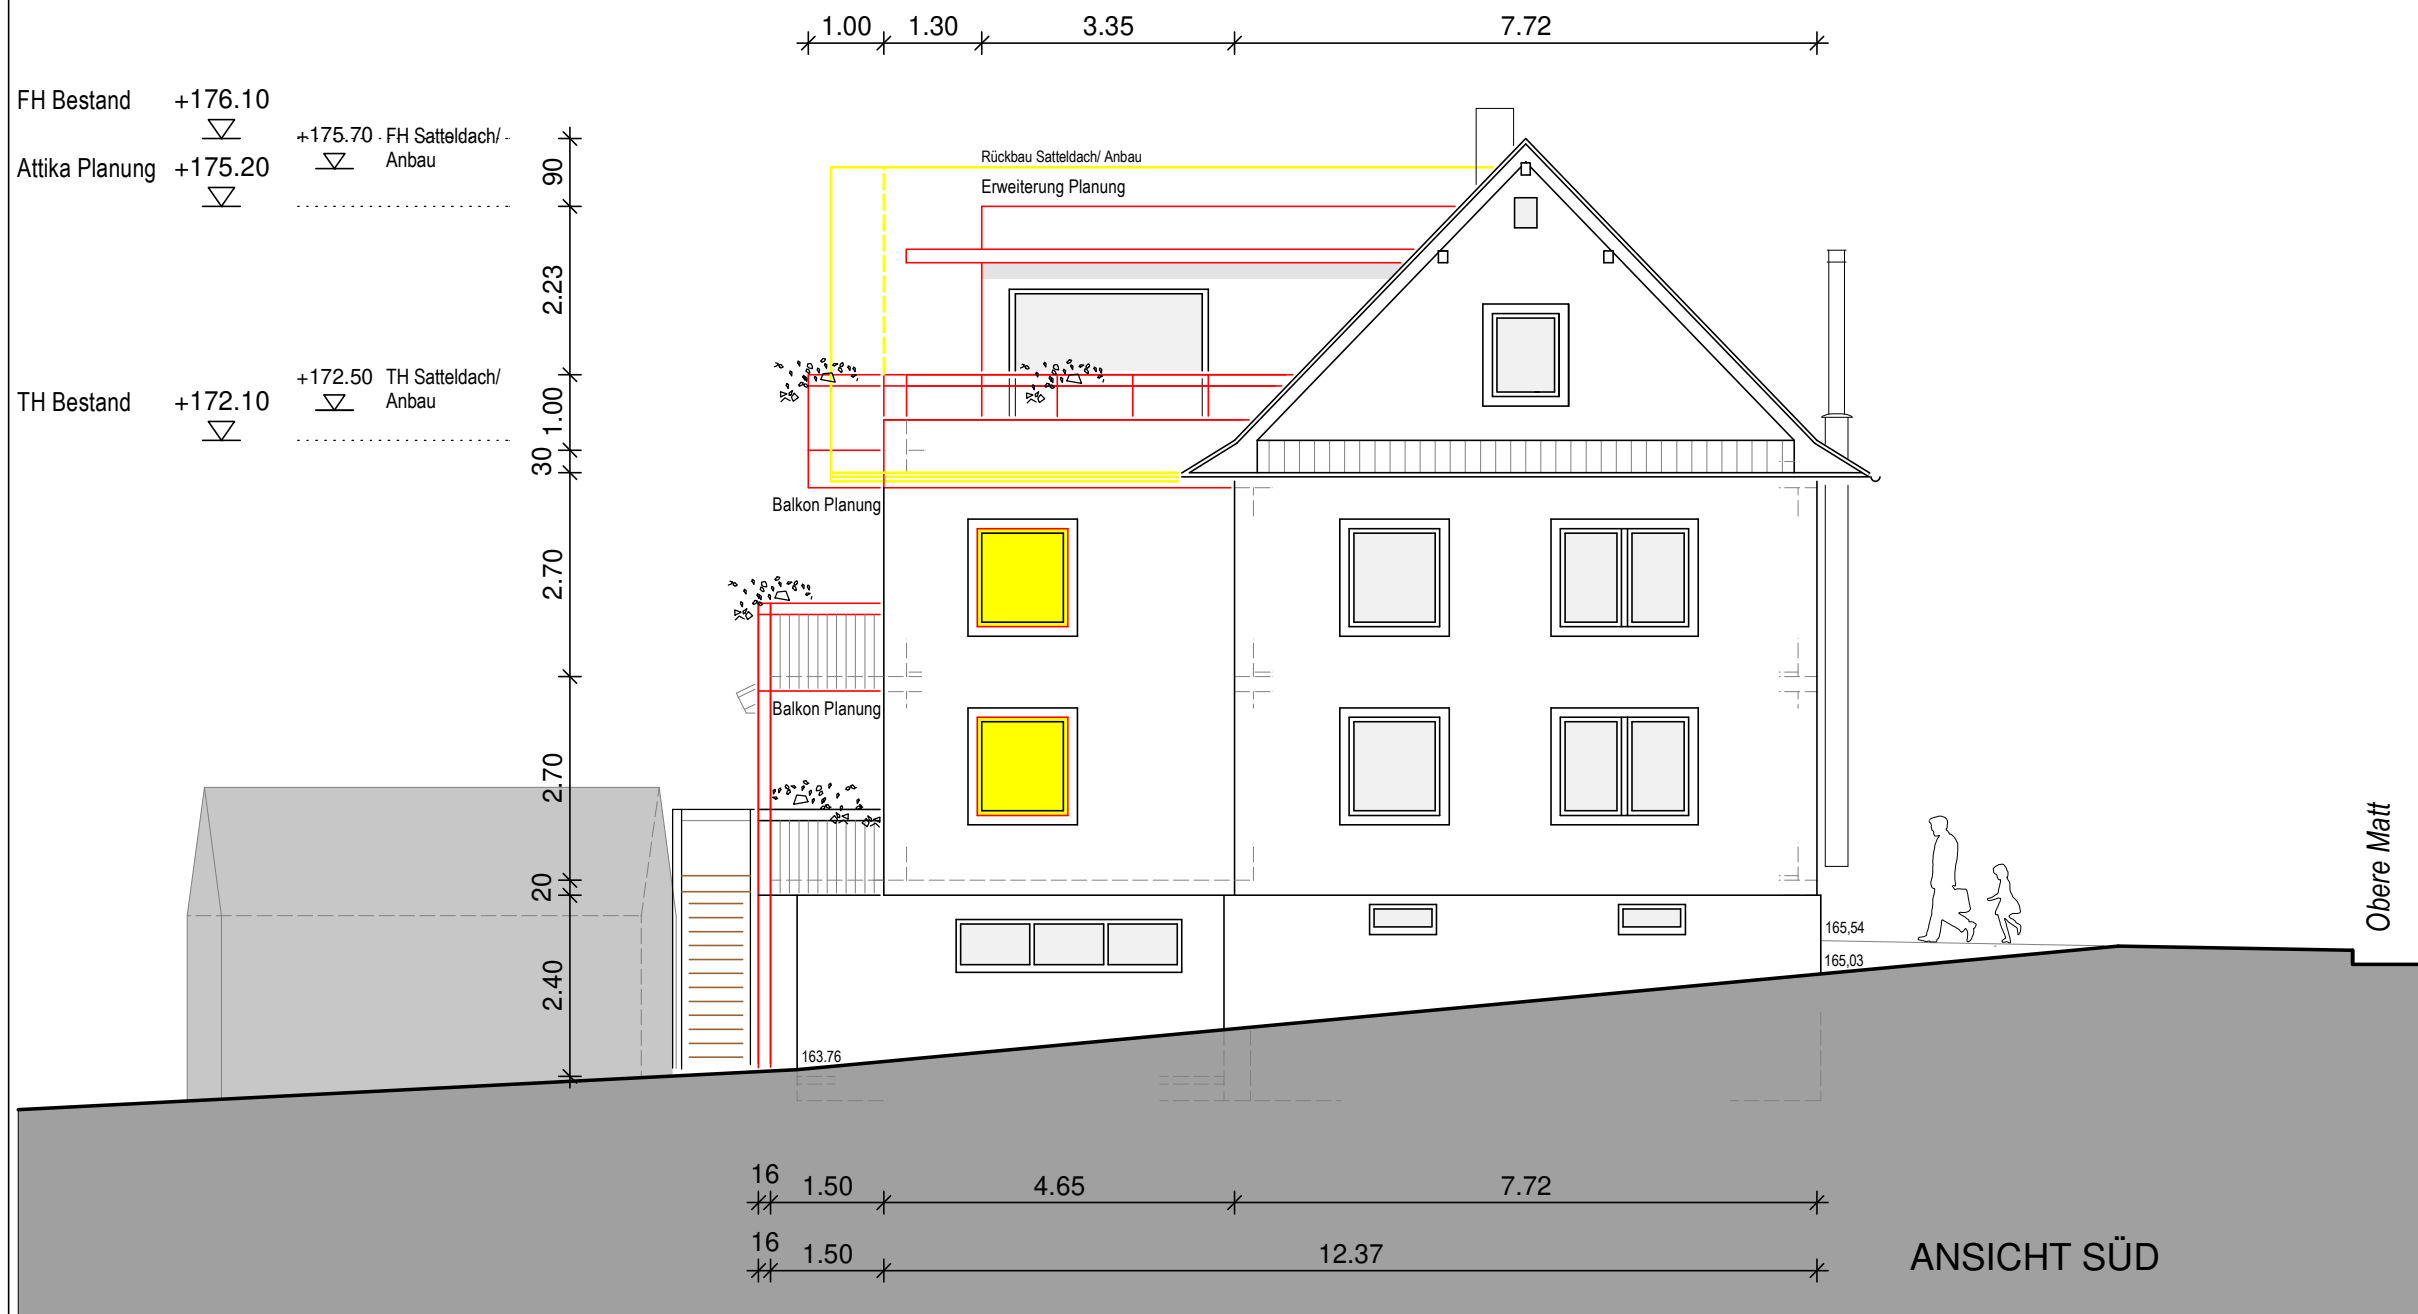 1.00 1.30 3.35 7.72
FH Bestand +176.10
+175.70 FH Satteldach/
Anbau
Attika Planung +175.20
Rückbau Satteldach/ Anbau
Erweiterung Planung
90
2.23
+172.50 TH Satteldach/
Anbau
TH Bestand +172.10
1.00
30
Balkon Planung
2.70
Balkon Planung
2.70
20
2.40
Obere Matt
165,54
165,03
163.76
16 1.50 4.65 7.72
16 1.50 12.37
ANSICHT SÜD